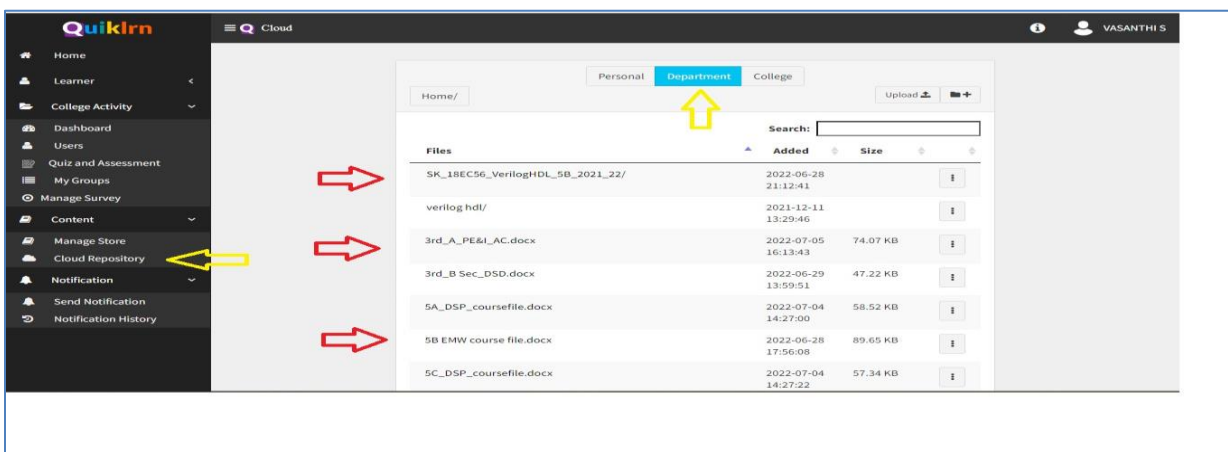 Quiklrn
Q Cloud
VASANTHI S
Home
Learner
College Activity
Dashboard
Users
Quiz and Assessment
My Groups
Manage Survey
Content
Manage Store
Cloud Repository
Notification
Send Notification
Notification History
Personal Department College
Home/ Upload
Search:
Files Added Size
SK_18EC56_VerilogHDL_5B_2021_22/ 2022-06-28
21:12:41
verilog hdl/ 2021-12-11
13:29:46
3rd_A_PE&I_AC.docx 2022-07-05 74.07 KB
16:13:43
3rd_B Sec_DSD.docx 2022-06-29 47.22 KB
13:59:51
5A_DSP_coursefile.docx 2022-07-04 58.52 KB
14:27:00
5B EMW course file.docx 2022-06-28 89.65 KB
17:56:08
5C_DSP_coursefile.docx 2022-07-04 57.34 KB
14:27:22